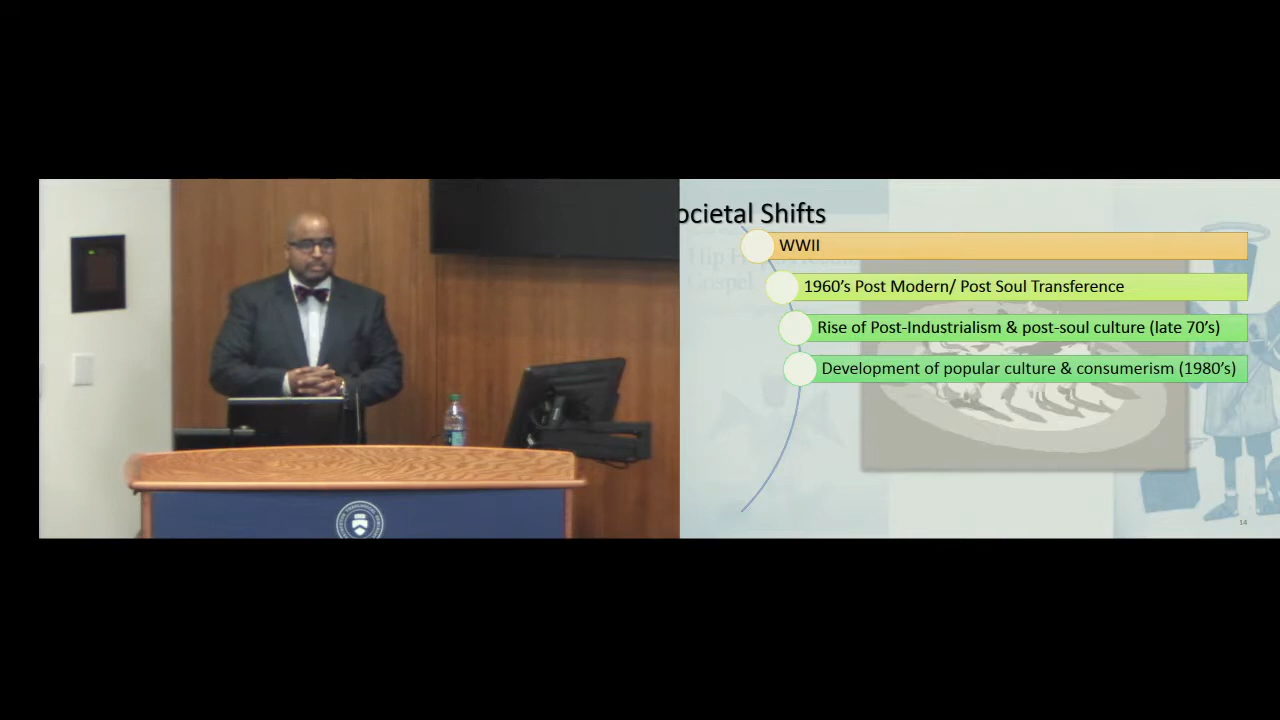 ocietal Shifts
WWII
1960’s Post Modern/ Post Soul Transference
Rise of Post-Industrialism & post-soul culture (late 70’s)
Development of popular culture & consumerism (1980’s)
14